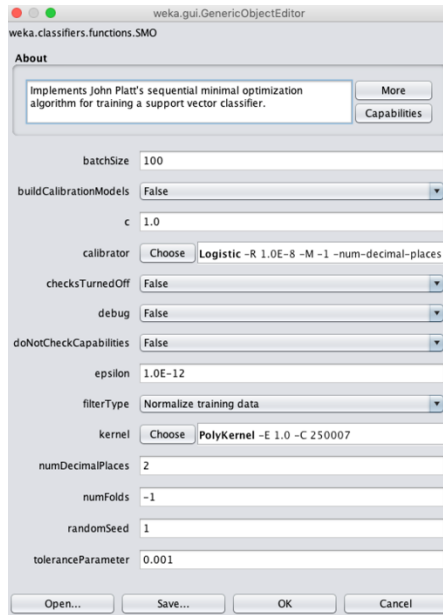 weka.gui.GenericObjectEditor
weka.classifiers.functions.SMO
About
Implements John Platt's sequential minimal optimization
algorithm for training a support vector classifier.
More
Capabilities
batchSize 100
buildCalibrationModels False
c 1.0
calibrator Choose Logistic -R 1.0E-8 -M -1 -num-decimal-places
checksTurnedOff False
debug False
doNotCheckCapabilities False
epsilon 1.0E-12
filterType Normalize training data
kernel Choose PolyKernel -E 1.0 -C 250007
numDecimalPlaces 2
numFolds -1
randomSeed 1
toleranceParameter 0.001
Open... Save... OK Cancel